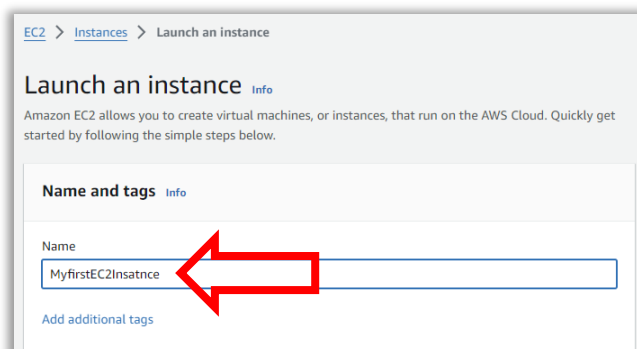 EC2 > Instances > Launch an instance
Launch an instance Info
Amazon EC2 allows you to create virtual machines, or instances, that run on the AWS Cloud. Quickly get
started by following the simple steps below.
Name and tags Info
Name
MyfirstEC2Insatnce
Add additional tags